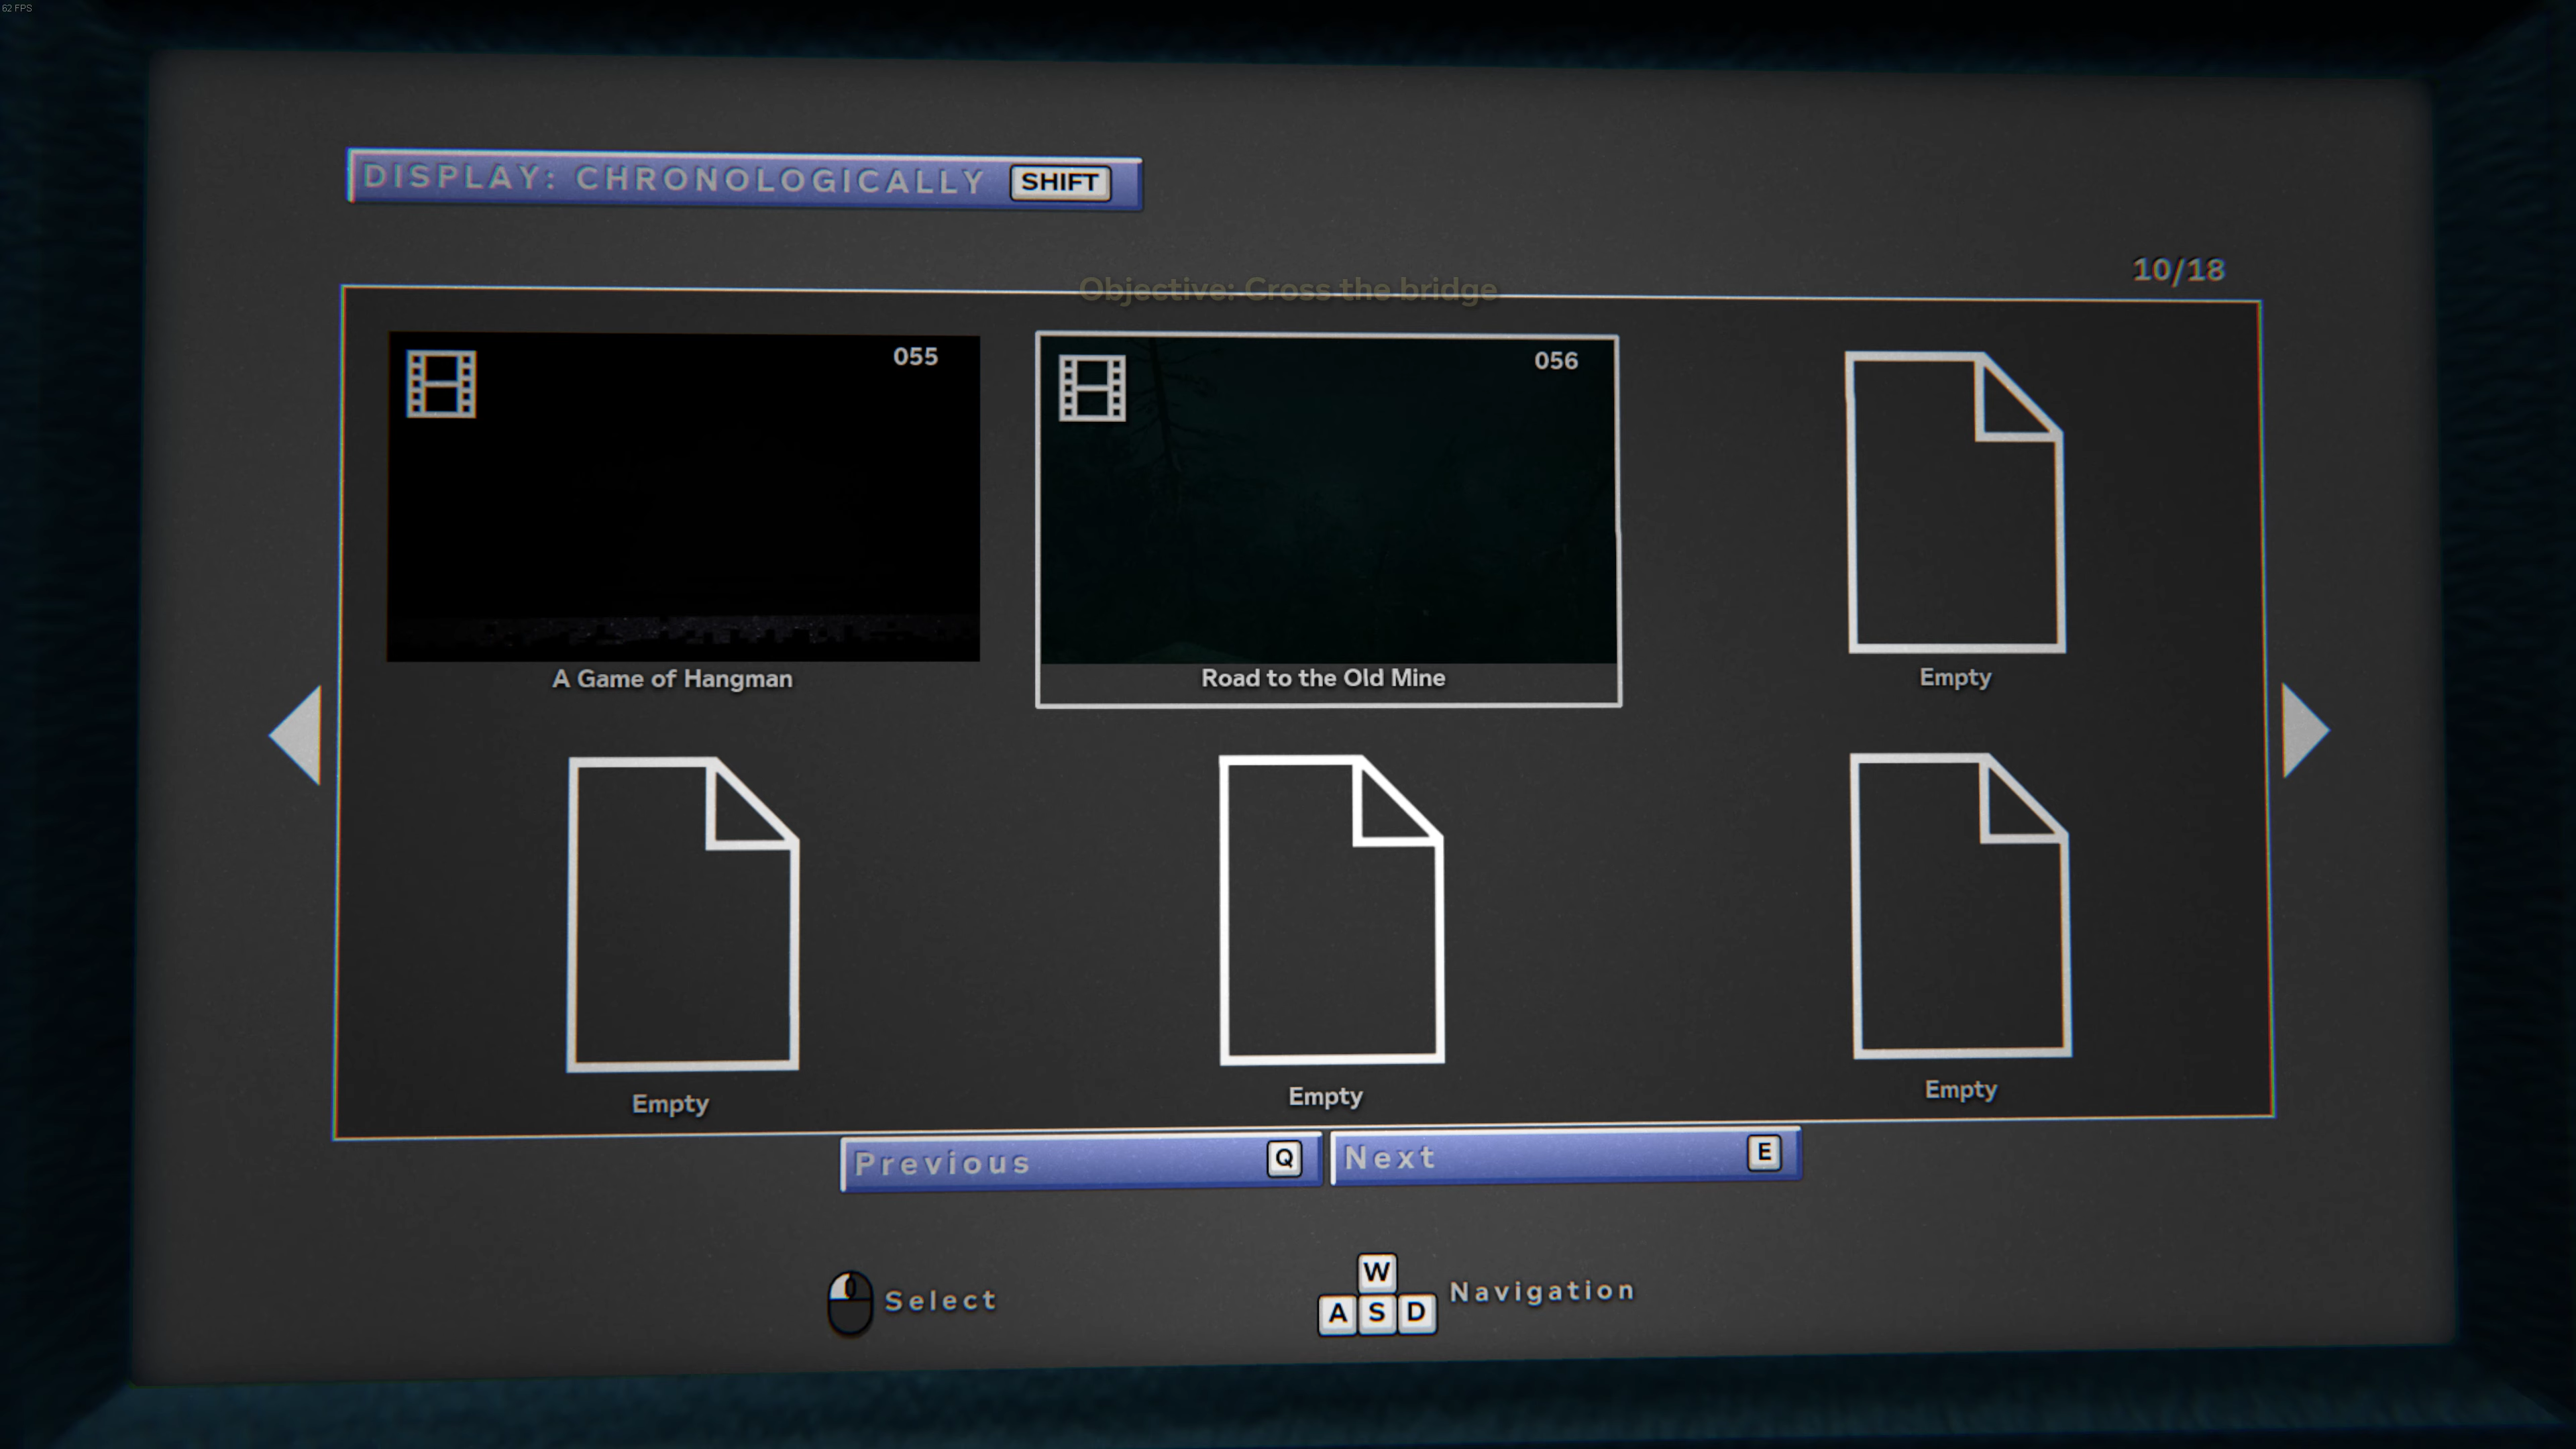 62 FPS
DISPLAY: CHRONOLOGICALLY SHIFT
10/18
Objective: Cross the bridge
055
056
A Game of Hangman
Road to the Old Mine
Empty
Empty
Empty
Empty
Previous Q
Next E
Select
W
A S D
Navigation